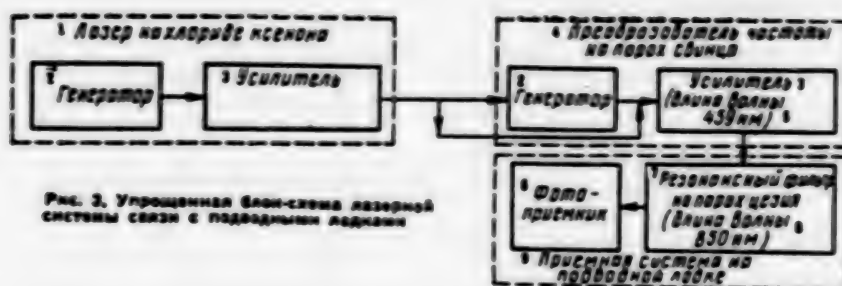 1 Лазер на хлориде ксенона
2 Генератор
3 Усилитель
4 Преобразователь частоты
на парах свинца
2 Генератор
Усилитель 3
(длина волны
459 нм) 5
Рис. 3. Упрощенная блок-схема лазерной
системы связи с подводными лодками
8 Фото-
приемник
7 Резонансный фильтр
на парах цезия
(длина волны
850 нм)
9 Приемная система на
подводной лодке